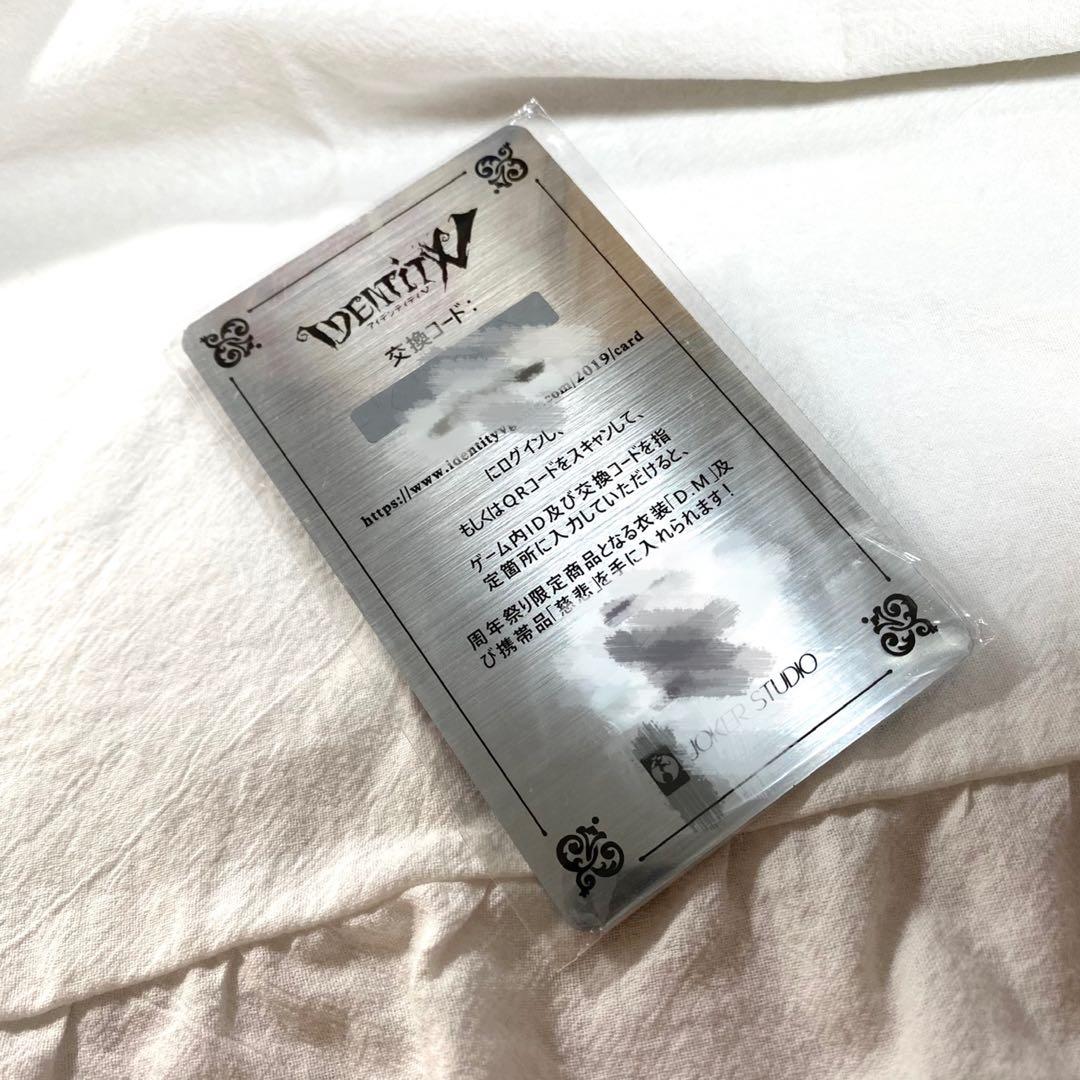 IDENTITY V
アイデンティティV
交換コード：
https://www.identityv com/2019/card
にログインし、
もしくはQRコードをスキャンして、
ゲーム内ID及び交換コードを指
定箇所に入力していただけると、
周年祭り限定商品となる衣装「D.M」及
び携帯品「慈悲」を手に入れられます！
JOKER STUDIO